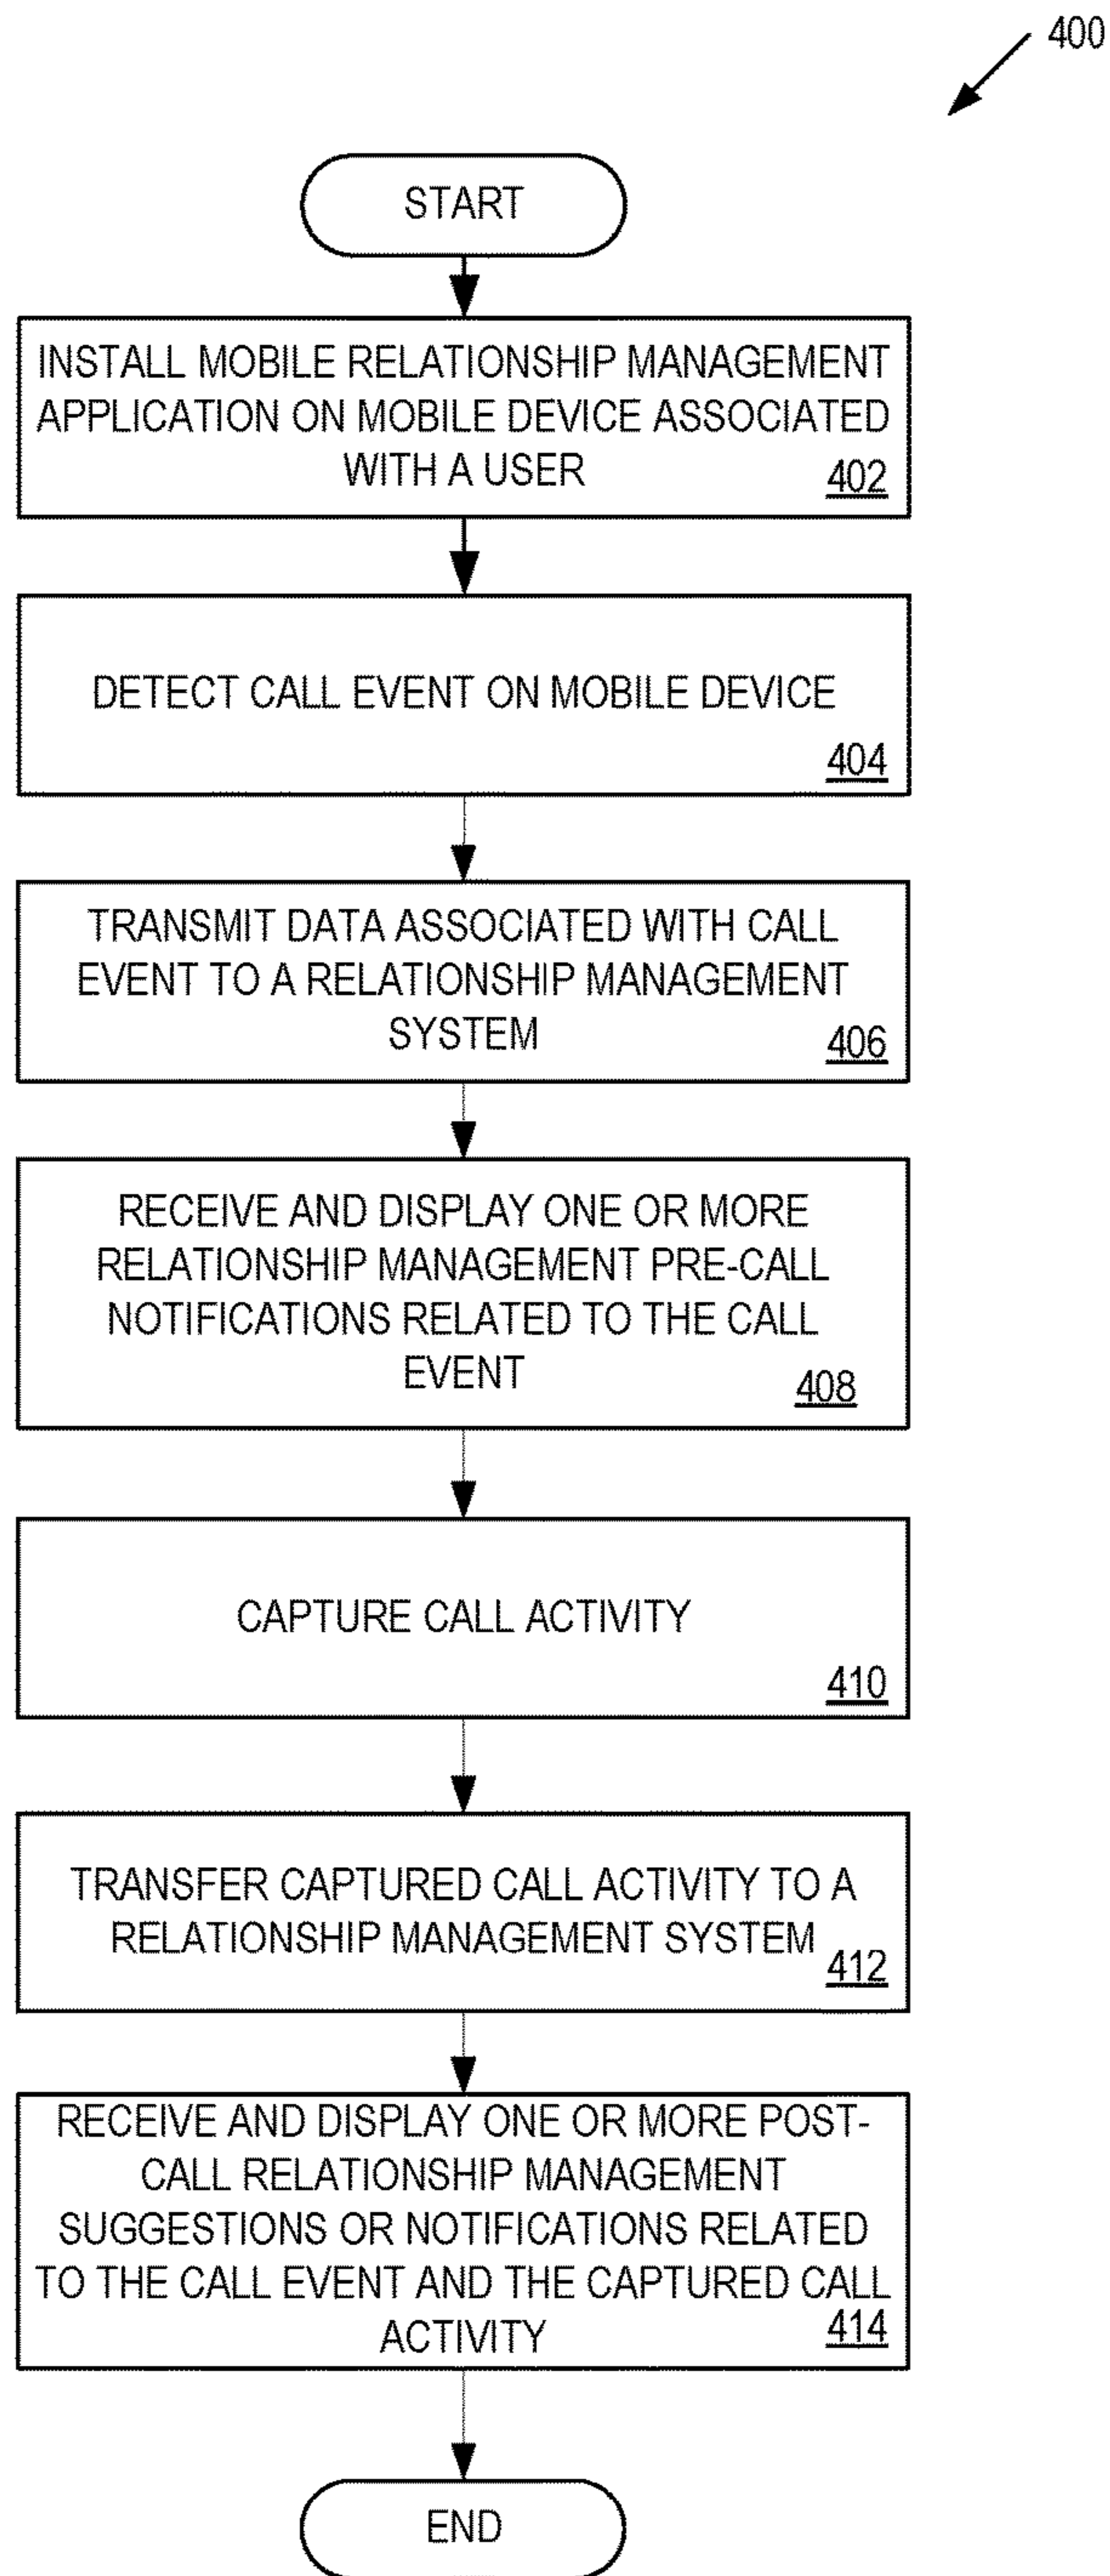 400
START
INSTALL MOBILE RELATIONSHIP MANAGEMENT
APPLICATION ON MOBILE DEVICE ASSOCIATED
WITH A USER
402
DETECT CALL EVENT ON MOBILE DEVICE
404
TRANSMIT DATA ASSOCIATED WITH CALL
EVENT TO A RELATIONSHIP MANAGEMENT
SYSTEM
406
RECEIVE AND DISPLAY ONE OR MORE
RELATIONSHIP MANAGEMENT PRE-CALL
NOTIFICATIONS RELATED TO THE CALL
EVENT
408
CAPTURE CALL ACTIVITY
410
TRANSFER CAPTURED CALL ACTIVITY TO A
RELATIONSHIP MANAGEMENT SYSTEM
412
RECEIVE AND DISPLAY ONE OR MORE POST-
CALL RELATIONSHIP MANAGEMENT
SUGGESTIONS OR NOTIFICATIONS RELATED
TO THE CALL EVENT AND THE CAPTURED CALL
ACTIVITY
414
END